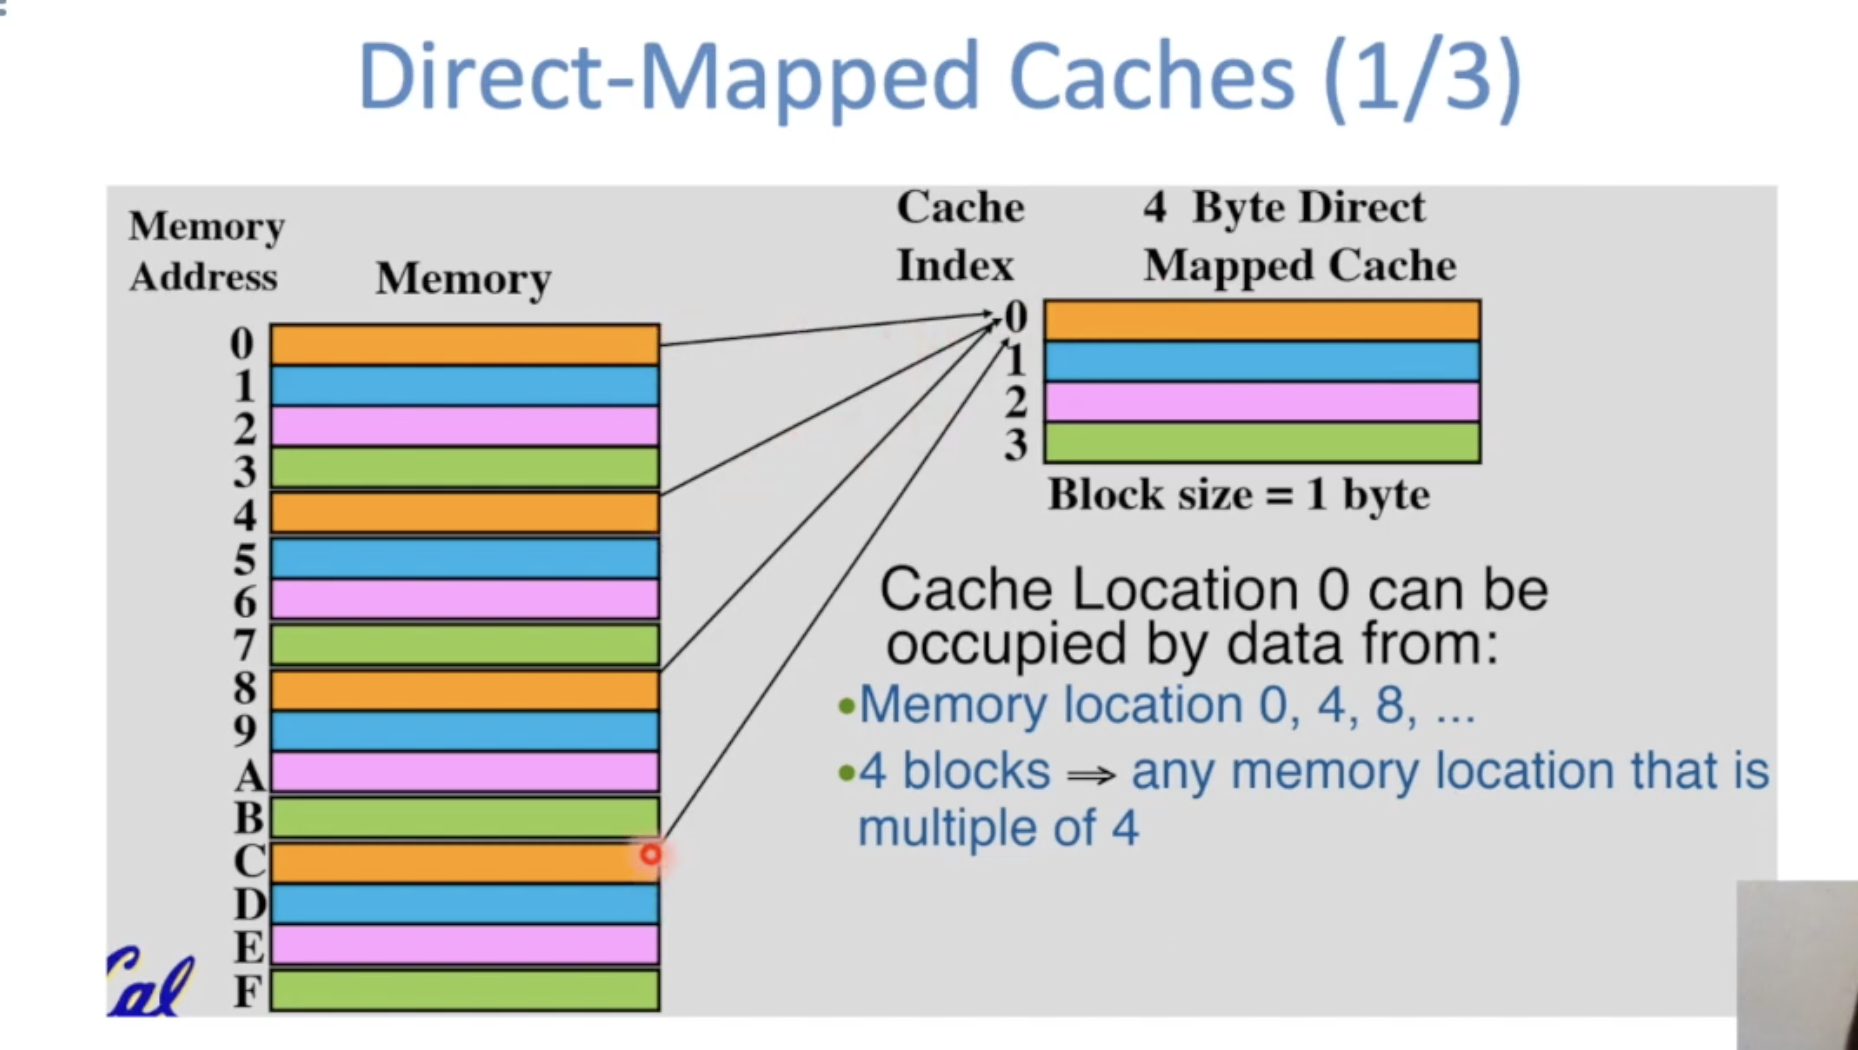 Direct-Mapped Caches (1/3)
Memory
Address
Memory
Cache
Index
4 Byte Direct
Mapped Cache
0
1
2
3
4
5
6
7
8
9
A
B
C
D
E
F
0
1
2
3
Block size = 1 byte
Cache Location 0 can be
occupied by data from:
•Memory location 0, 4, 8, ...
•4 blocks ⇒ any memory location that is
multiple of 4
Cal